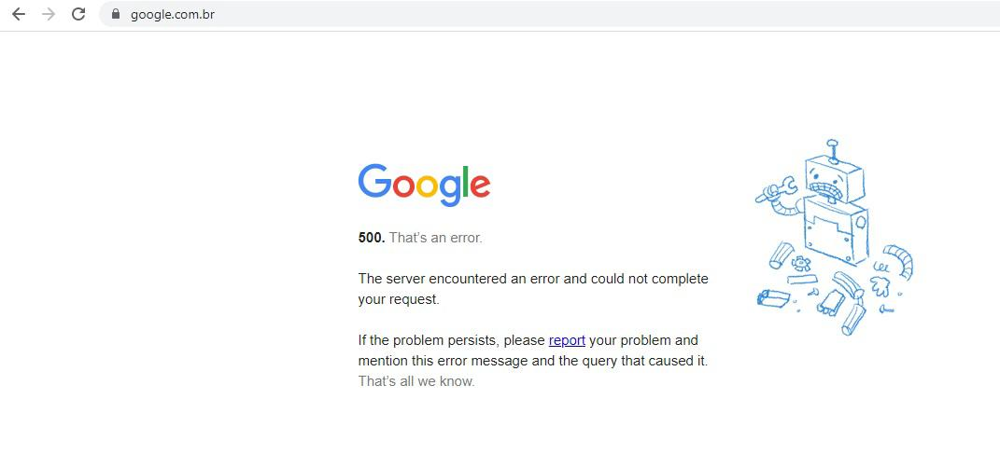 google.com.br
Google
500. That’s an error.
The server encountered an error and could not complete
your request.
If the problem persists, please report your problem and
mention this error message and the query that caused it.
That’s all we know.